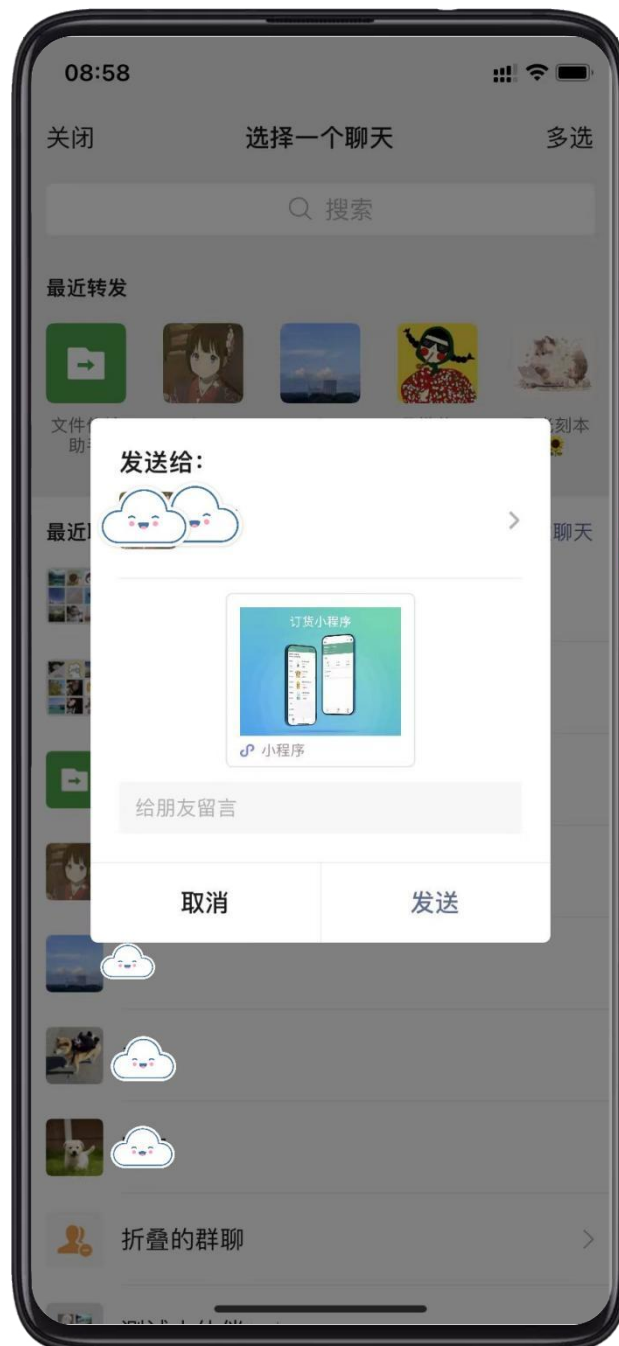 08:58
关闭
选择一个聊天
多选
搜索
最近转发
文件
助
刻本
发送给：
最近
聊天
订货小程序
小程序
给朋友留言
取消
发送
折叠的群聊